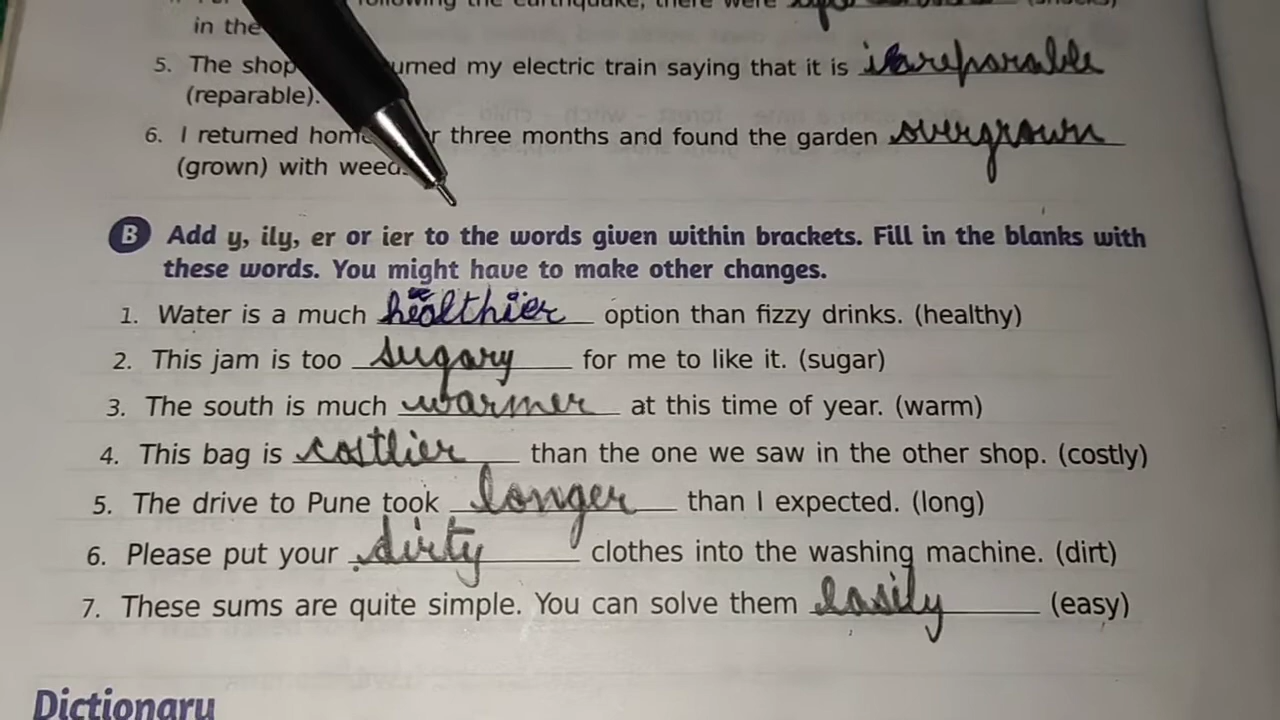 following the earthquake, there were
in the
5. The shop urned my electric train saying that it is irreparable
(reparable).
6. I returned home r three months and found the garden overgrown
(grown) with weeds
B Add y, ily, er or ier to the words given within brackets. Fill in the blanks with
these words. You might have to make other changes.
1. Water is a much healthier option than fizzy drinks. (healthy)
2. This jam is too sugary for me to like it. (sugar)
3. The south is much warmer at this time of year. (warm)
4. This bag is costlier than the one we saw in the other shop. (costly)
5. The drive to Pune took longer than I expected. (long)
6. Please put your dirty clothes into the washing machine. (dirt)
7. These sums are quite simple. You can solve them easily (easy)
Dictionary